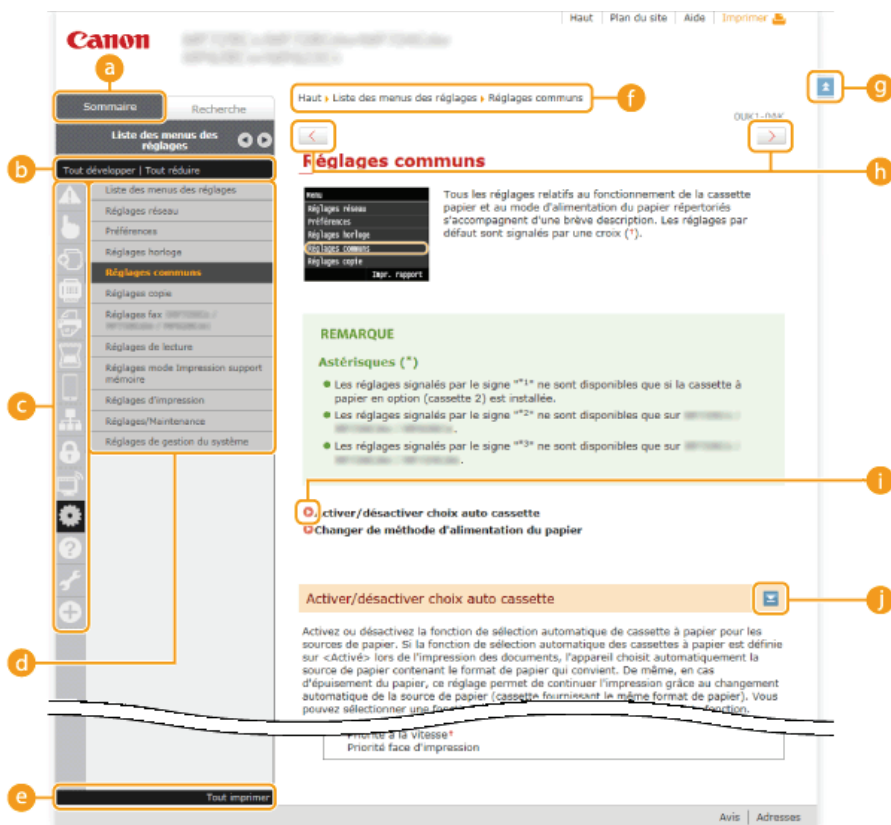 Haut | Plan du site | Aide | Imprimer
Canon
a
g
Sommaire
Recherche
Haut ▸ Liste des menus des réglages ▸ Réglages communs
f
0UK1-0AK
Liste des menus des réglages
h
b
Tout développer | Tout réduire
Réglages communs
Liste des menus des réglages
Réglages réseau
Préférences
Réglages horloge
Réglages communs
Réglages copie
Réglages fax
Réglages de lecture
Réglages mode Impression support
mémoire
Réglages d'impression
Réglages/Maintenance
Réglages de gestion du système
c
d
Menu
Réglages réseau
Préférences
Réglages horloge
Réglages communs
Réglages copie
Impr. rapport
Tous les réglages relatifs au fonctionnement de la cassette
papier et au mode d'alimentation du papier répertoriés
s'accompagnent d'une brève description. Les réglages par
défaut sont signalés par une croix (†).
REMARQUE
Astérisques (*)
Les réglages signalés par le signe "*1" ne sont disponibles que si la cassette à
papier en option (cassette 2) est installée.
Les réglages signalés par le signe "*2" ne sont disponibles que sur
.
Les réglages signalés par le signe "*3" ne sont disponibles que sur
.
i
Activer/désactiver choix auto cassette
Changer de méthode d'alimentation du papier
Activer/désactiver choix auto cassette
j
Activez ou désactivez la fonction de sélection automatique de cassette à papier pour les
sources de papier. Si la fonction de sélection automatique des cassettes à papier est définie
sur <Activé> lors de l'impression des documents, l'appareil choisit automatiquement la
source de papier contenant le format de papier qui convient. De même, en cas
d'épuisement du papier, ce réglage permet de continuer l'impression grâce au changement
automatique de la source de papier (cassette fournissant le même format de papier). Vous
pouvez sélectionner une fonction.
Priorité à la vitesse†
Priorité face d'impression
e
Tout imprimer
Avis | Adresses